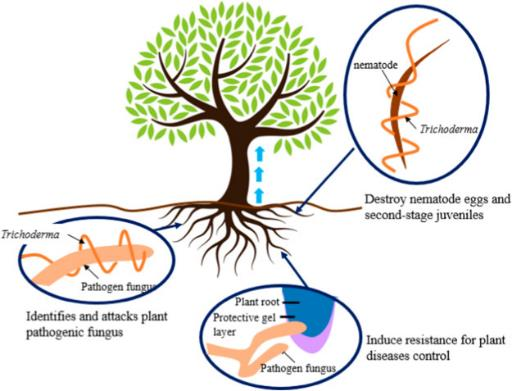 nematode
Trichoderma
Destroy nematode eggs and
second-stage juveniles
Trichoderma
Pathogen fungus
Identifies and attacks plant
pathogenic fungus
Plant root
Protective gel
layer
Pathogen fungus
Induce resistance for plant
diseases control